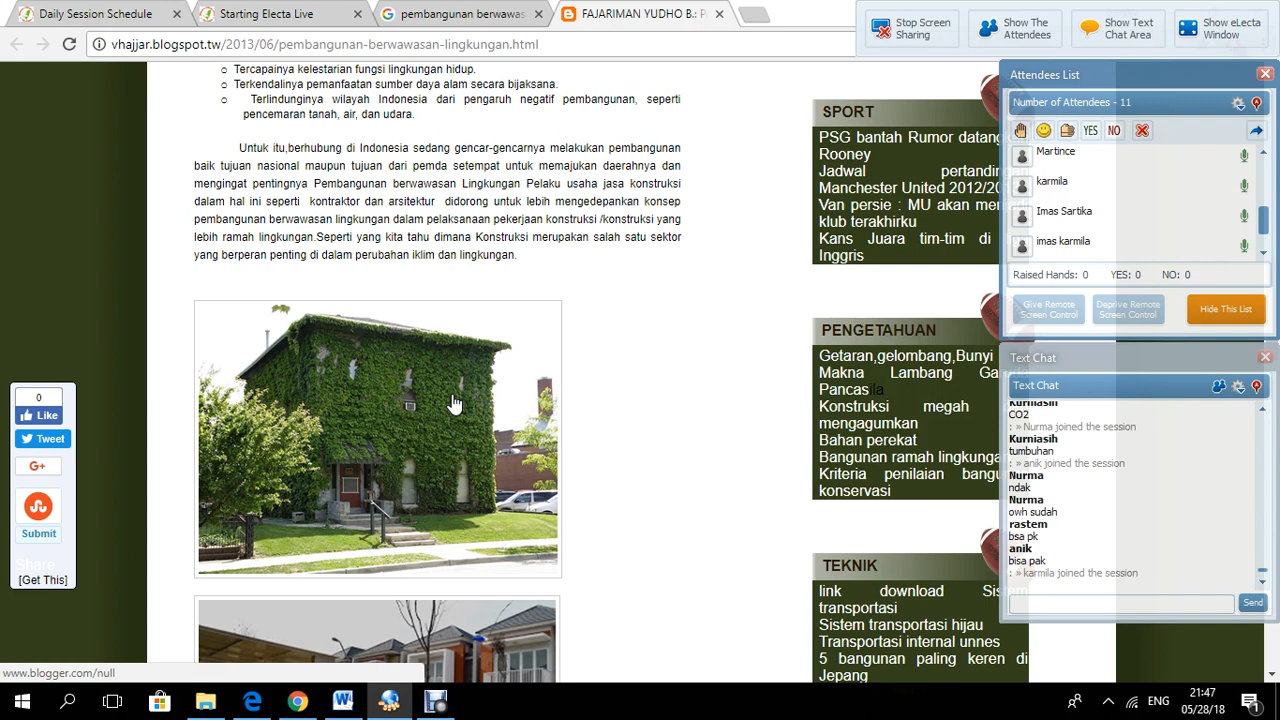 Daily Session Schedule
Starting Electa Live
pembangunan berwawas
FAJARIMAN YUDHO B.: P
vhajjar.blogspot.tw/2013/06/pembangunan-berwawasan-lingkungan.html
Stop Screen
Sharing
Show The
Attendees
Show Text
Chat Area
Show eLecta
Window
o Tercapainya kelestarian fungsi lingkungan hidup.
o Terkendalinya pemanfaatan sumber daya alam secara bijaksana.
o Terlindunginya wilayah Indonesia dari pengaruh negatif pembangunan, seperti
pencemaran tanah, air, dan udara.
Untuk itu,berhubung di Indonesia sedang gencar-gencarnya melakukan pembangunan
baik tujuan nasional maupun tujuan dari pemda setempat untuk memajukan daerahnya dan
mengingat pentingnya Pembangunan berwawasan Lingkungan Pelaku usaha jasa konstruksi
dalam hal ini seperti kontraktor dan arsitektur didorong untuk lebih mengedepankan konsep
pembangunan berwawasan lingkungan dalam pelaksanaan pekerjaan konstruksi /konstruksi yang
lebih ramah lingkungan.Seperti yang kita tahu dimana Konstruksi merupakan salah satu sektor
yang berperan penting di dalam perubahan iklim dan lingkungan.
0
Like
Tweet
G+
Submit
Share
[Get This]
SPORT
PSG bantah Rumor datang
Rooney
Jadwal pertandin
Manchester United 2012/20
Van persie : MU akan men
klub terakhirku
Kans Juara tim-tim di
Inggris
PENGETAHUAN
Getaran,gelombang,Bunyi
Makna Lambang Ga
Pancasila
Konstruksi megah
mengagumkan
Bahan perekat
Bangunan ramah lingkunga
Kriteria penilaian bangu
konservasi
TEKNIK
link download Sis
transportasi
Sistem transportasi hijau
Transportasi internal unnes
5 bangunan paling keren di
Jepang
Attendees List
Number of Attendees - 11
YES
NO
Martince
karmila
Imas Sartika
imas karmila
Raised Hands: 0 YES: 0 NO: 0
Give Remote
Screen Control
Deprive Remote
Screen Control
Hide This List
Text Chat
Text Chat
Kurniasih
CO2
: » Nurma joined the session
Kurniasih
tumbuhan
: » anik joined the session
Nurma
ndak
Nurma
owh sudah
rastem
bsa pk
anik
bisa pak
: » karmila joined the session
Send
www.blogger.com/null
ENG
21:47
05/28/18
1